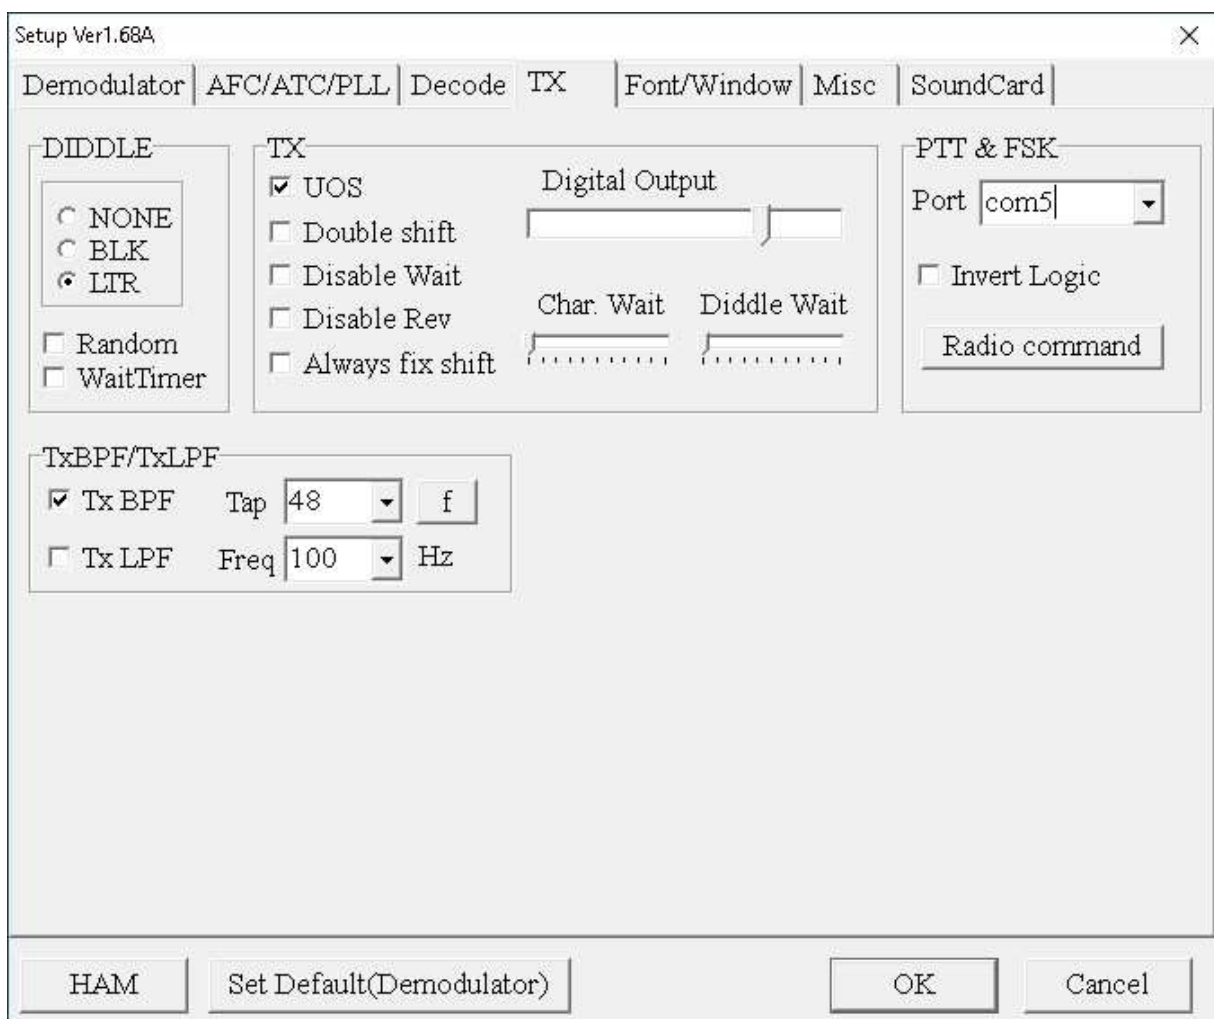 Setup Ver1.68A
Demodulator AFC/ATC/PLL Decode TX Font/Window Misc SoundCard
DIDDLE
NONE
BLK
LTR
Random
WaitTimer
TX
UOS
Double shift
Disable Wait
Disable Rev
Always fix shift
Digital Output
Char. Wait Diddle Wait
PTT & FSK
Port com5
Invert Logic
Radio command
TxBPF/TxLPF
Tx BPF Tap 48 f
Tx LPF Freq 100 Hz
HAM Set Default(Demodulator) OK Cancel